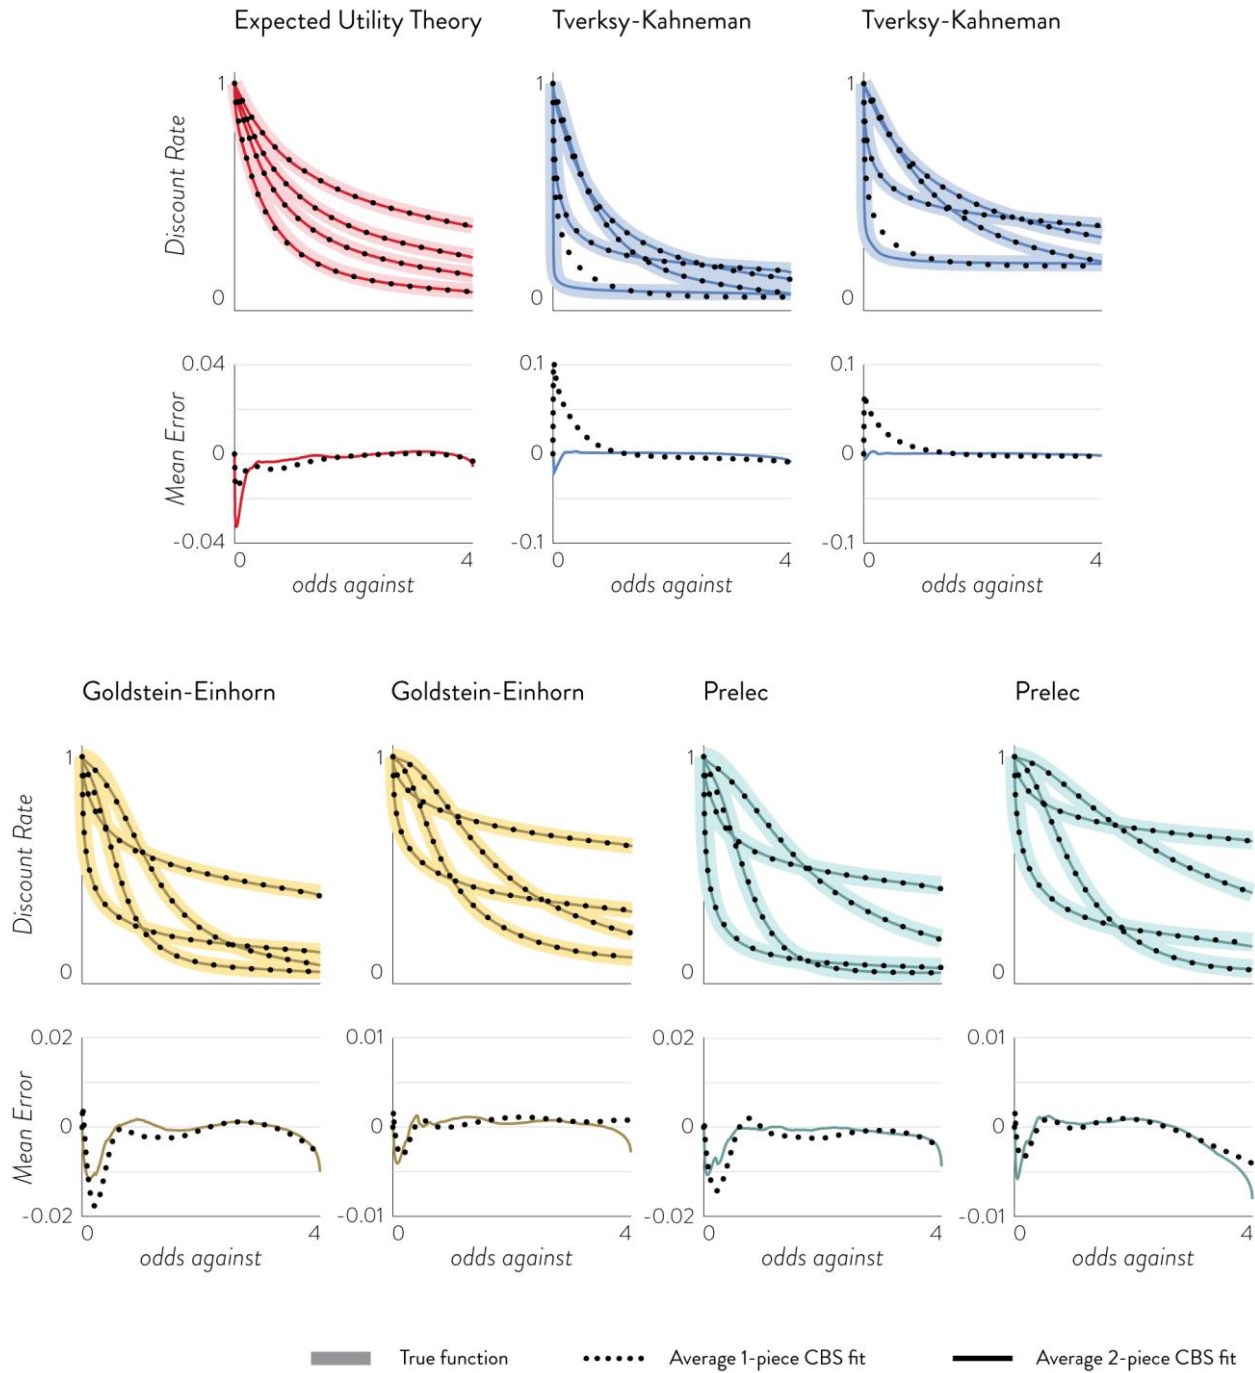 Expected Utility Theory
Tverksy-Kahneman
Tverksy-Kahneman
Discount Rate
1
0
1
0
1
0
Mean Error
0.04
0
-0.04
0.1
0
-0.1
0.1
0
-0.1
0 4
0 4
0 4
odds against
odds against
odds against
Goldstein-Einhorn
Goldstein-Einhorn
Prelec
Prelec
Discount Rate
1
0
1
0
1
0
1
0
Mean Error
0.02
0
-0.02
0.01
0
-0.01
0.02
0
-0.02
0.01
0
-0.01
0 4
0 4
0 4
0 4
odds against
odds against
odds against
odds against
True function
Average 1-piece CBS fit
Average 2-piece CBS fit